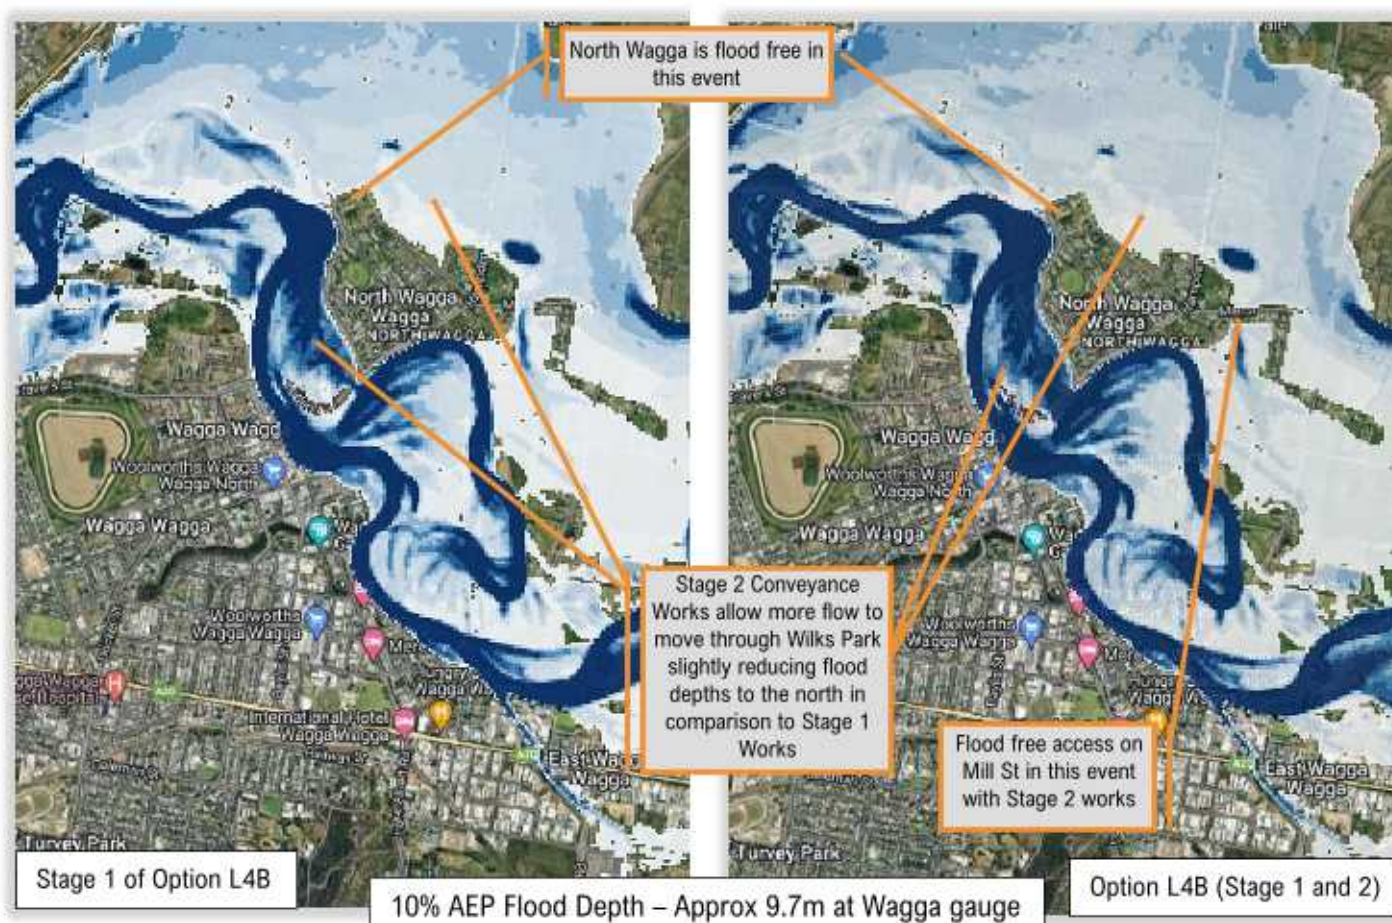 North Wagga is flood free in
this event
2
2
North Wagga
Wagga
NORTH WAGGA
North Wagga
Wagga
NORTH WAGGA
Woolworths Wagga
Wagga North
Wagga Wagga
Woolworths Wagga
Wagga North
Wagga Wagga
Woolworths
Wagga Wagga
Woolworths
Wagga Wagga
Stage 2 Conveyance
Works allow more flow to
move through Wilks Park
slightly reducing flood
depths to the north in
comparison to Stage 1
Works
International Hotel
Wagga Wagga
East Wagga
Wagga
Flood free access on
Mill St in this event
with Stage 2 works
East Wagga
Wagga
Turvey Park
Turvey Park
Stage 1 of Option L4B
10% AEP Flood Depth – Approx 9.7m at Wagga gauge
Option L4B (Stage 1 and 2)